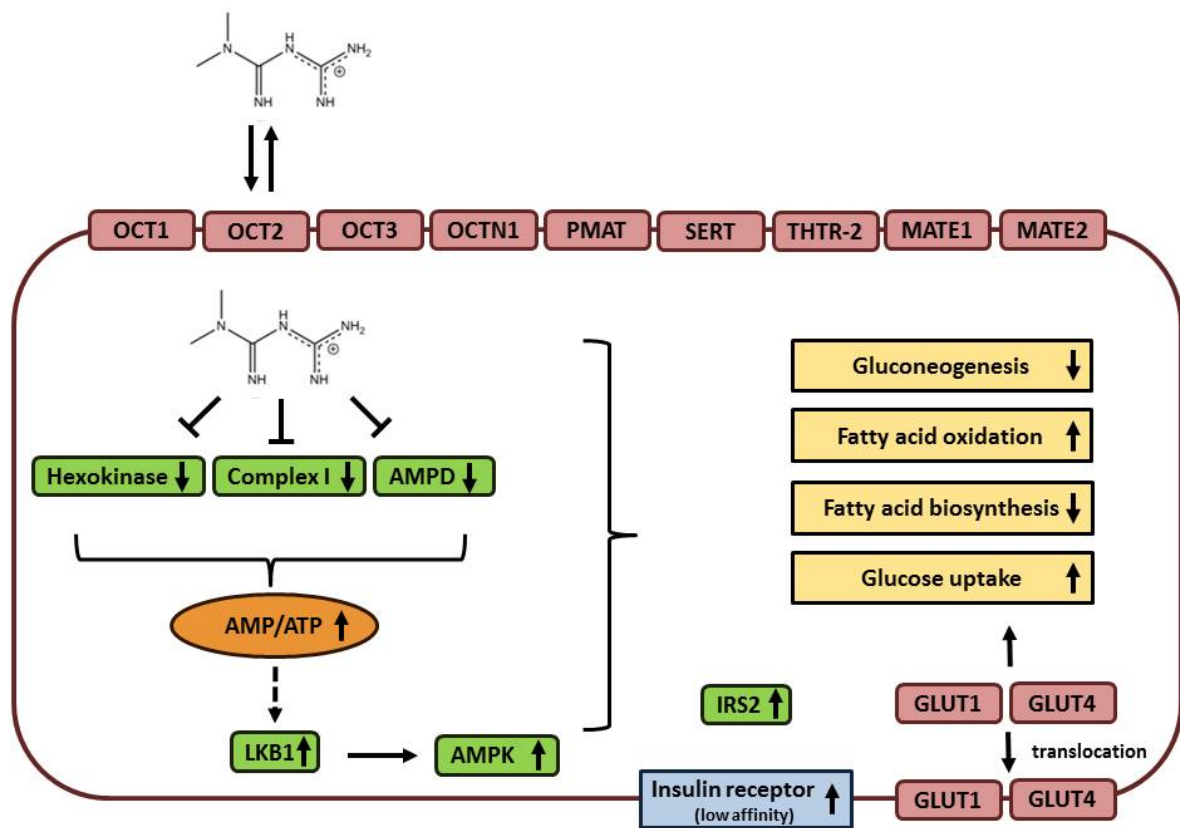 H
N
N
NH₂
⊕
NH
NH
OCT1
OCT2
OCT3
OCTN1
PMAT
SERT
THTR-2
MATE1
MATE2
H
N
N
NH₂
⊕
NH
NH
Hexokinase
Complex I
AMPD
AMP/ATP
LKB1
AMPK
Gluconeogenesis
Fatty acid oxidation
Fatty acid biosynthesis
Glucose uptake
IRS2
GLUT1
GLUT4
translocation
Insulin receptor
(low affinity)
GLUT1
GLUT4